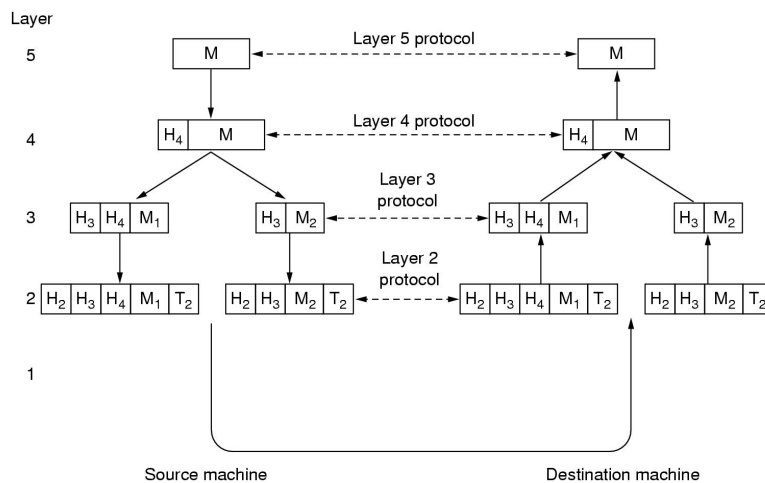 Layer
5 M Layer 5 protocol M
4 H₄ M Layer 4 protocol H₄ M
Layer 3
protocol
3 H₃ H₄ M₁ H₃ M₂ H₃ H₄ M₁ H₃ M₂
Layer 2
protocol
2 H₂ H₃ H₄ M₁ T₂ H₂ H₃ M₂ T₂ H₂ H₃ H₄ M₁ T₂ H₂ H₃ M₂ T₂
1
Source machine Destination machine